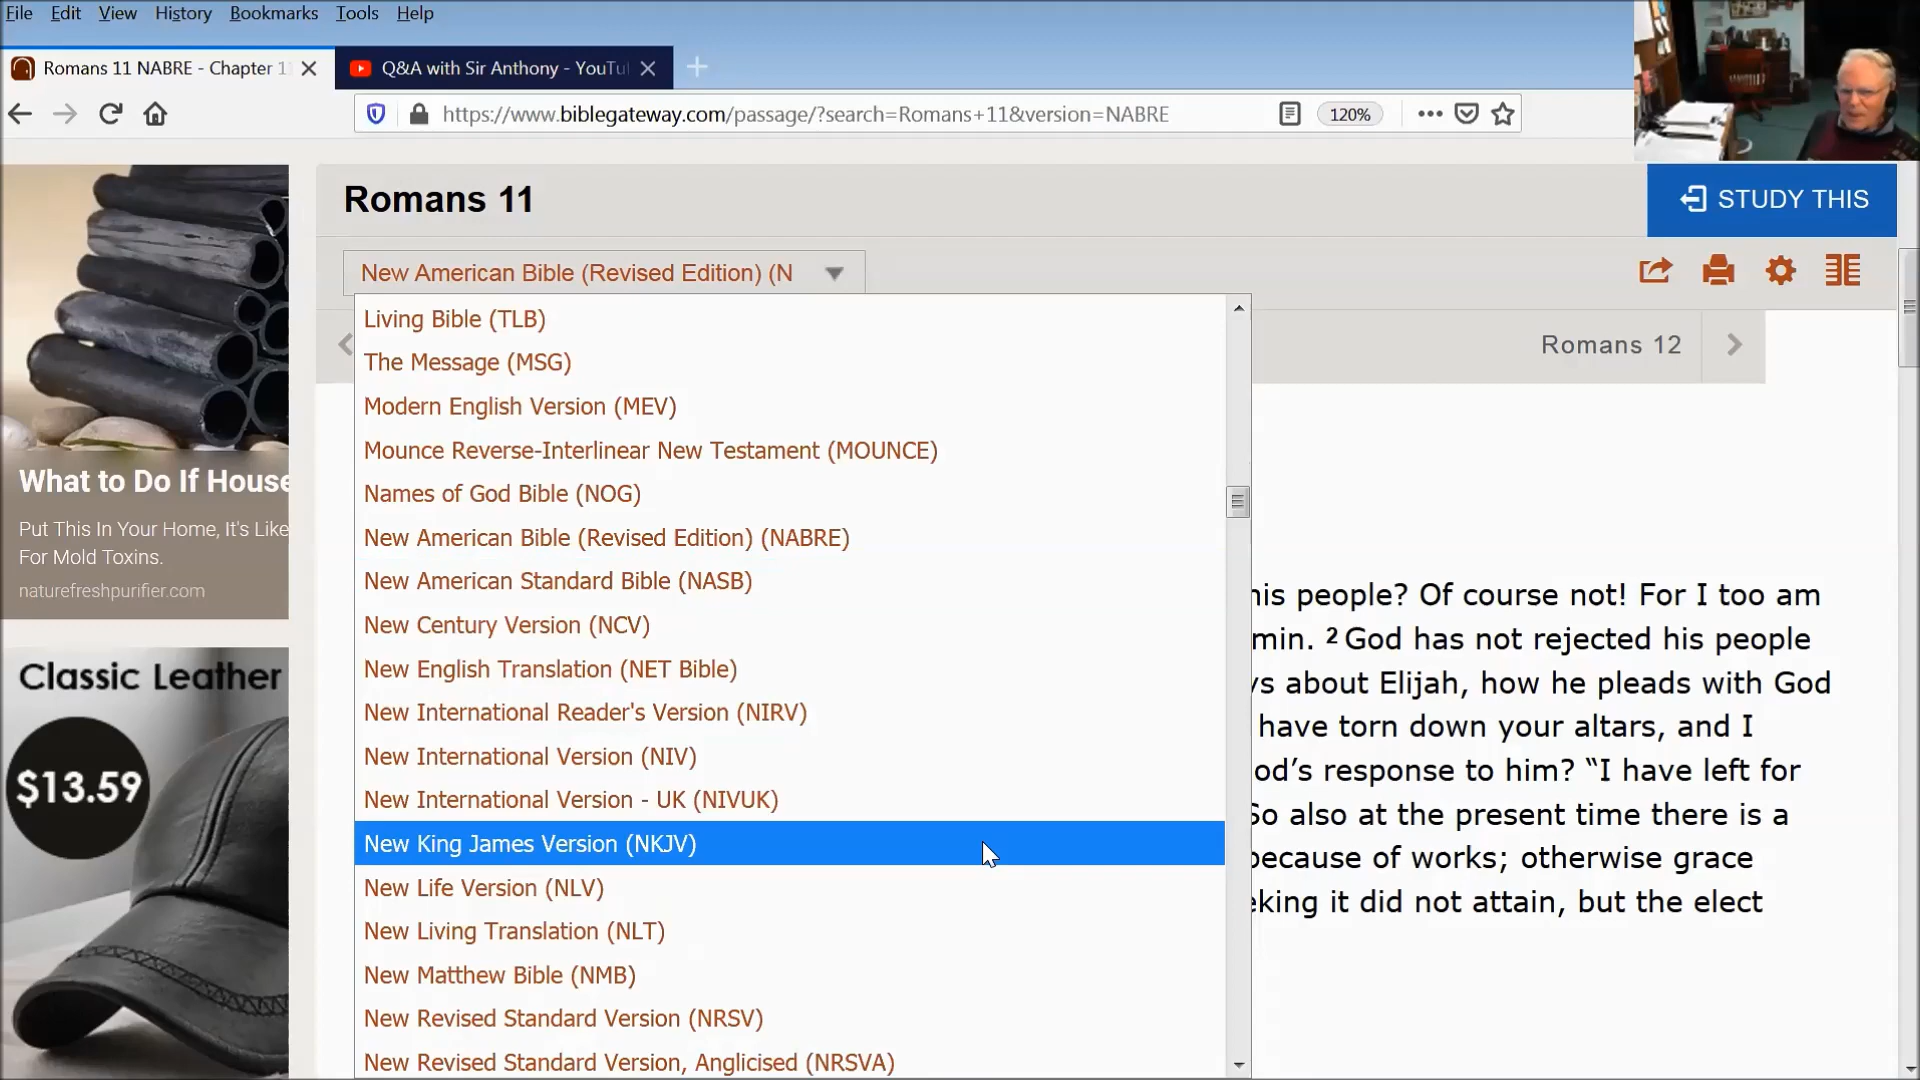 File Edit View History Bookmarks Tools Help
Romans 11 NABRE - Chapter 1
Q&A with Sir Anthony - YouTu
https://www.biblegateway.com/passage/?search=Romans+11&version=NABRE
120%
Romans 11
STUDY THIS
New American Bible (Revised Edition) (N
Romans 12
Living Bible (TLB)
The Message (MSG)
Modern English Version (MEV)
Mounce Reverse-Interlinear New Testament (MOUNCE)
Names of God Bible (NOG)
New American Bible (Revised Edition) (NABRE)
New American Standard Bible (NASB)
New Century Version (NCV)
New English Translation (NET Bible)
New International Reader's Version (NIRV)
New International Version (NIV)
New International Version - UK (NIVUK)
New King James Version (NKJV)
New Life Version (NLV)
New Living Translation (NLT)
New Matthew Bible (NMB)
New Revised Standard Version (NRSV)
New Revised Standard Version, Anglicised (NRSVA)
his people? Of course not! For I too am
min. 2 God has not rejected his people
ys about Elijah, how he pleads with God
have torn down your altars, and I
od’s response to him? “I have left for
So also at the present time there is a
because of works; otherwise grace
eking it did not attain, but the elect
What to Do If House
Put This In Your Home, It's Like
For Mold Toxins.
naturefreshpurifier.com
Classic Leather
$13.59